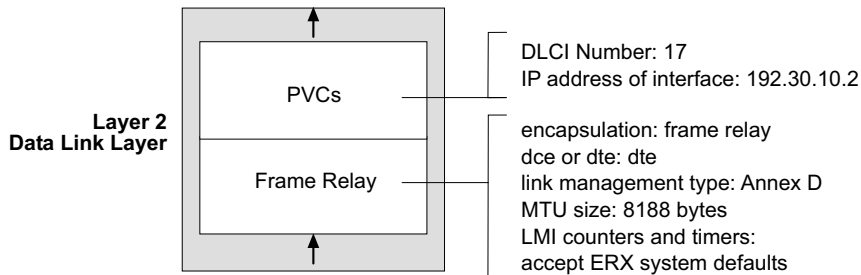 Layer 2
Data Link Layer
PVCs
Frame Relay
DLCI Number: 17
IP address of interface: 192.30.10.2
encapsulation: frame relay
dce or dte: dte
link management type: Annex D
MTU size: 8188 bytes
LMI counters and timers:
accept ERX system defaults